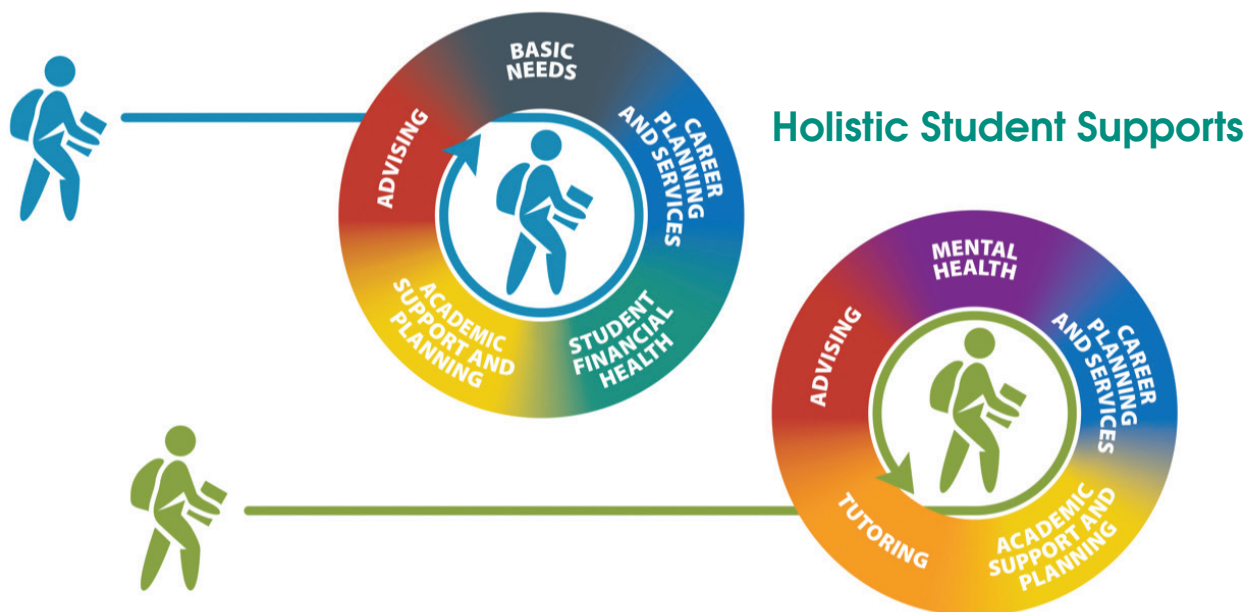 Holistic Student Supports
BASIC
NEEDS
CAREER
PLANNING
AND SERVICES
STUDENT
FINANCIAL
HEALTH
ACADEMIC
SUPPORT AND
PLANNING
ADVISING
MENTAL
HEALTH
CAREER
PLANNING
AND SERVICES
ACADEMIC
SUPPORT AND
PLANNING
TUTORING
ADVISING